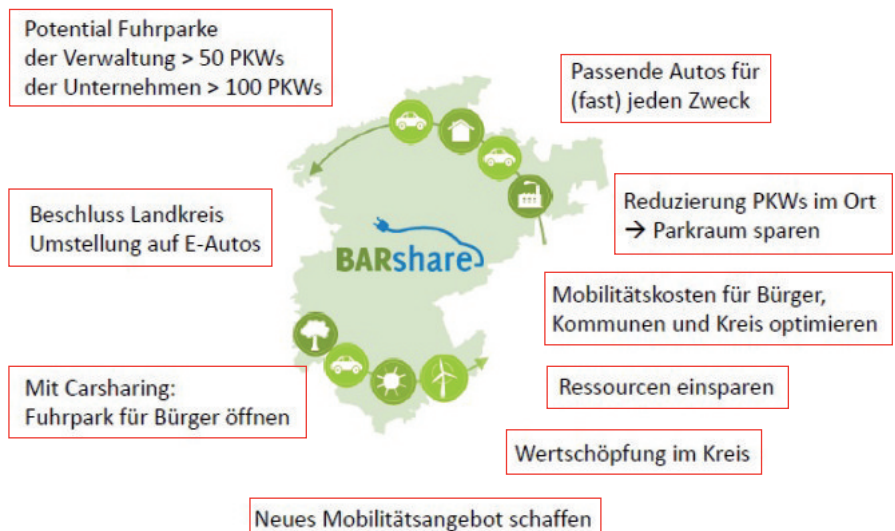 Potential Fuhrparke
der Verwaltung > 50 PKWs
der Unternehmen > 100 PKWs
Passende Autos für
(fast) jeden Zweck
Beschluss Landkreis
Umstellung auf E-Autos
BARshare
Reduzierung PKWs im Ort
→ Parkraum sparen
Mobilitätskosten für Bürger,
Kommunen und Kreis optimieren
Mit Carsharing:
Fuhrpark für Bürger öffnen
Ressourcen einsparen
Wertschöpfung im Kreis
Neues Mobilitätsangebot schaffen